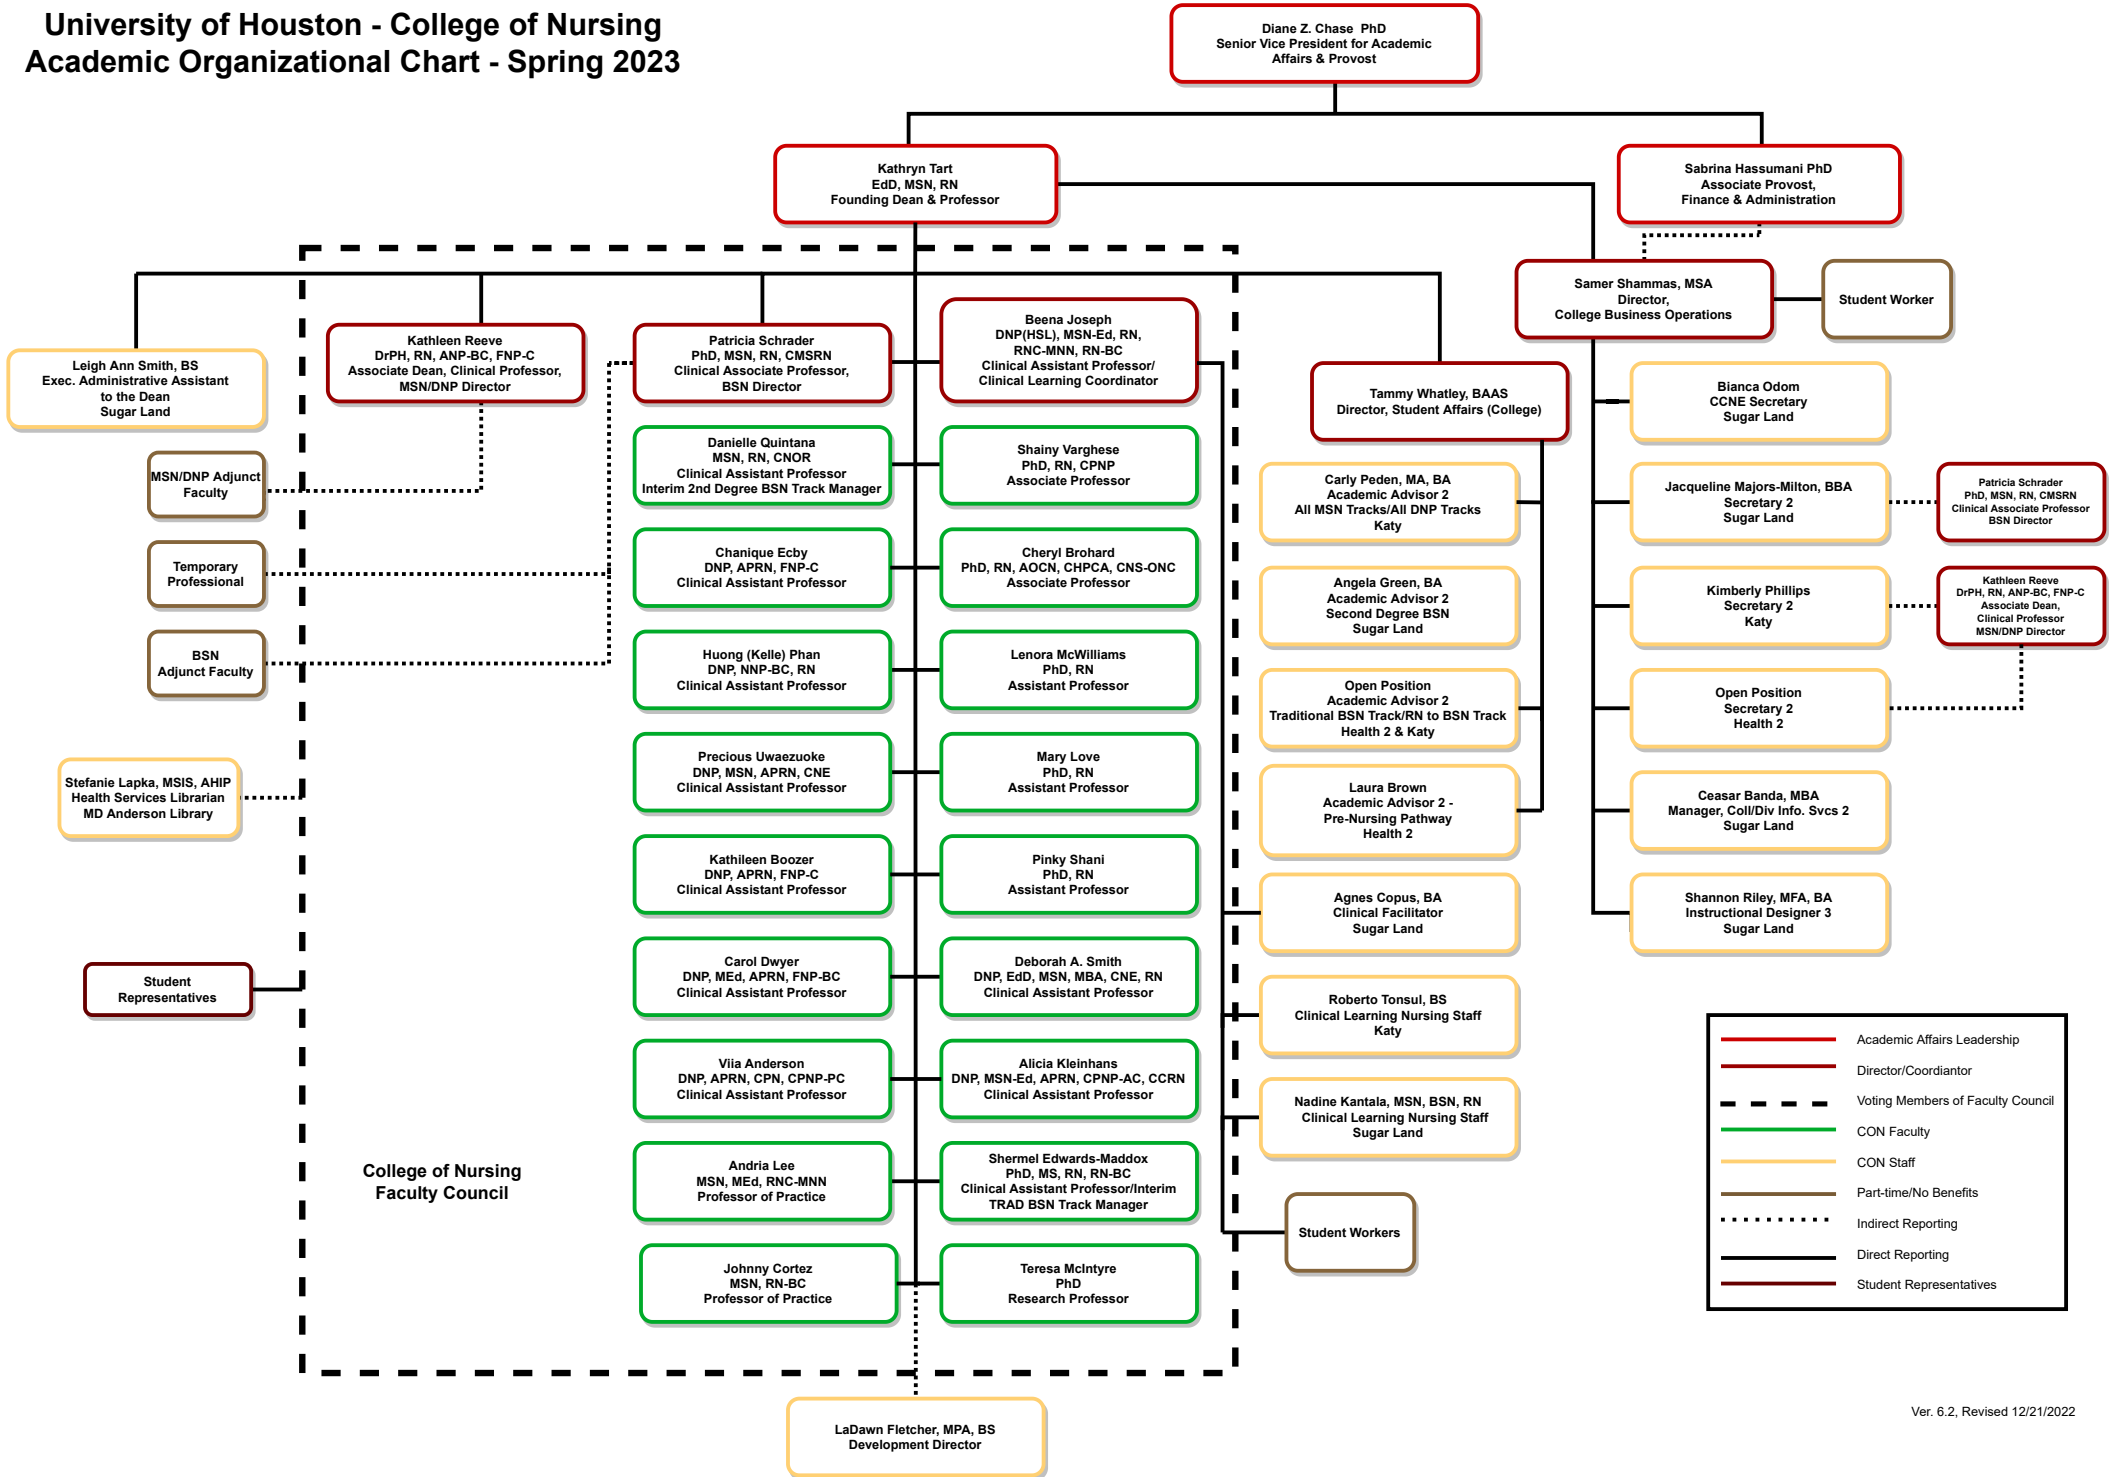 University of Houston - College of Nursing
Academic Organizational Chart - Spring 2023
Diane Z. Chase  PhD
Senior Vice President for Academic
Affairs & Provost
Kathryn Tart
EdD, MSN, RN
Founding Dean & Professor
Sabrina Hassumani PhD
Associate Provost,
Finance & Administration
Samer Shammas, MSA
Director,
College Business Operations
Student Worker
Leigh Ann Smith, BS
Exec. Administrative Assistant
to the Dean
Sugar Land
Kathleen Reeve
DrPH, RN, ANP-BC, FNP-C
Associate Dean, Clinical Professor,
MSN/DNP Director
Patricia Schrader
PhD, MSN, RN, CMSRN
Clinical Associate Professor,
BSN Director
Beena Joseph
DNP(HSL), MSN-Ed, RN,
RNC-MNN, RN-BC
Clinical Assistant Professor/
Clinical Learning Coordinator
Tammy Whatley, BAAS
Director, Student Affairs (College)
MSN/DNP Adjunct
Faculty
Temporary
Professional
BSN
Adjunct Faculty
Stefanie Lapka, MSIS, AHIP
Health Services Librarian
MD Anderson Library
Student
Representatives
College of Nursing
Faculty Council
Danielle Quintana
MSN, RN, CNOR
Clinical Assistant Professor
Interim 2nd Degree BSN Track Manager
Shainy Varghese
PhD, RN, CPNP
Associate Professor
Chanique Ecby
DNP, APRN, FNP-C
Clinical Assistant Professor
Cheryl Brohard
PhD, RN, AOCN, CHPCA, CNS-ONC
Associate Professor
Huong (Kelle) Phan
DNP, NNP-BC, RN
Clinical Assistant Professor
Lenora McWilliams
PhD, RN
Assistant Professor
Precious Uwaezuoke
DNP, MSN, APRN, CNE
Clinical Assistant Professor
Mary Love
PhD, RN
Assistant Professor
Kathileen Boozer
DNP, APRN, FNP-C
Clinical Assistant Professor
Pinky Shani
PhD, RN
Assistant Professor
Carol Dwyer
DNP, MEd, APRN, FNP-BC
Clinical Assistant Professor
Deborah A. Smith
DNP, EdD, MSN, MBA, CNE, RN
Clinical Assistant Professor
Viia Anderson
DNP, APRN, CPN, CPNP-PC
Clinical Assistant Professor
Alicia Kleinhans
DNP, MSN-Ed, APRN, CPNP-AC, CCRN
Clinical Assistant Professor
Andria Lee
MSN, MEd, RNC-MNN
Professor of Practice
Shermel Edwards-Maddox
PhD, MS, RN, RN-BC
Clinical Assistant Professor/Interim
TRAD BSN Track Manager
Johnny Cortez
MSN, RN-BC
Professor of Practice
Teresa McIntyre
PhD
Research Professor
LaDawn Fletcher, MPA, BS
Development Director
Carly Peden, MA, BA
Academic Advisor 2
All MSN Tracks/All DNP Tracks
Katy
Angela Green, BA
Academic Advisor 2
Second Degree BSN
Sugar Land
Open Position
Academic Advisor 2
Traditional BSN Track/RN to BSN Track
Health 2 & Katy
Laura Brown
Academic Advisor 2 -
Pre-Nursing Pathway
Health 2
Agnes Copus, BA
Clinical Facilitator
Sugar Land
Roberto Tonsul, BS
Clinical Learning Nursing Staff
Katy
Nadine Kantala, MSN, BSN, RN
Clinical Learning Nursing Staff
Sugar Land
Student Workers
Bianca Odom
CCNE Secretary
Sugar Land
Jacqueline Majors-Milton, BBA
Secretary 2
Sugar Land
Patricia Schrader
PhD, MSN, RN, CMSRN
Clinical Associate Professor
BSN Director
Kimberly Phillips
Secretary 2
Katy
Kathleen Reeve
DrPH, RN, ANP-BC, FNP-C
Associate Dean,
Clinical Professor
MSN/DNP Director
Open Position
Secretary 2
Health 2
Ceasar Banda, MBA
Manager, Coll/Div Info. Svcs 2
Sugar Land
Shannon Riley, MFA, BA
Instructional Designer 3
Sugar Land
Academic Affairs Leadership
Director/Coordiantor
Voting Members of Faculty Council
CON Faculty
CON Staff
Part-time/No Benefits
Indirect Reporting
Direct Reporting
Student Representatives
Ver. 6.2, Revised 12/21/2022